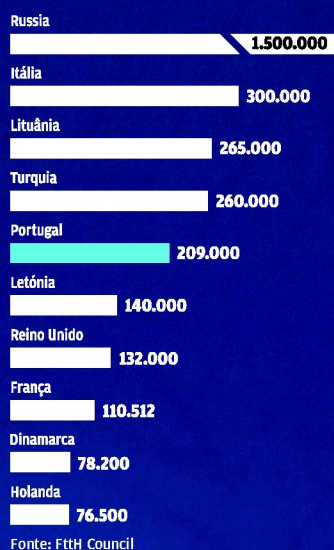 Russia
1.500.000
Itália
300.000
Lituânia
265.000
Turquia
260.000
Portugal
209.000
Letónia
140.000
Reino Unido
132.000
França
110.512
Dinamarca
78.200
Holanda
76.500
Fonte: FttH Council